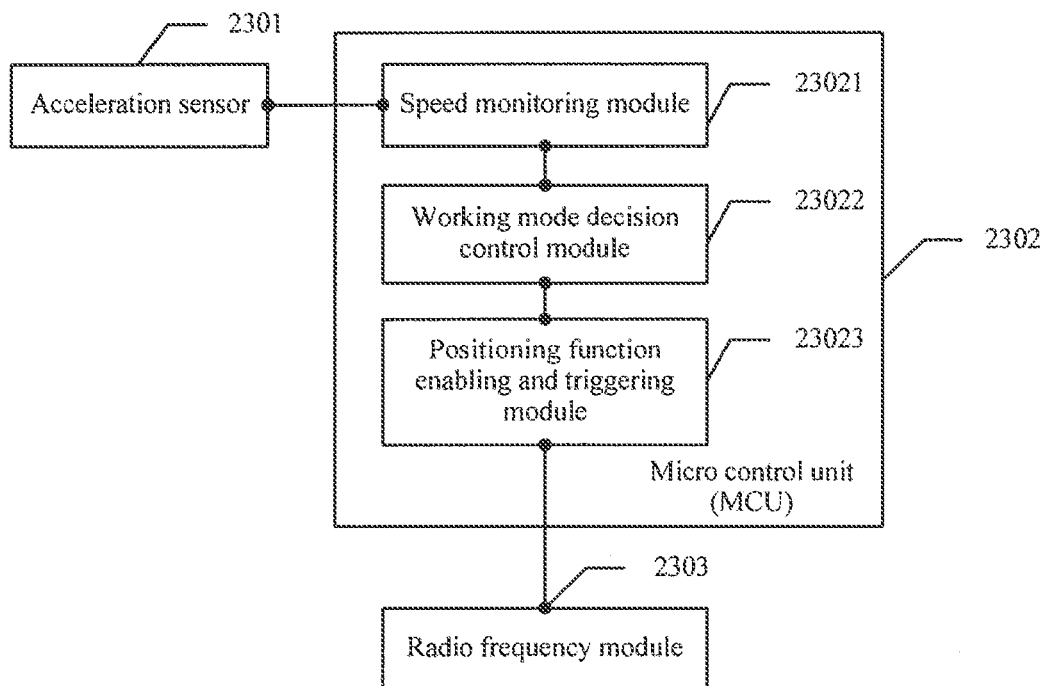 2301
Acceleration sensor
Speed monitoring module
23021
Working mode decision
control module
23022
2302
Positioning function
enabling and triggering
module
23023
Micro control unit
(MCU)
2303
Radio frequency module